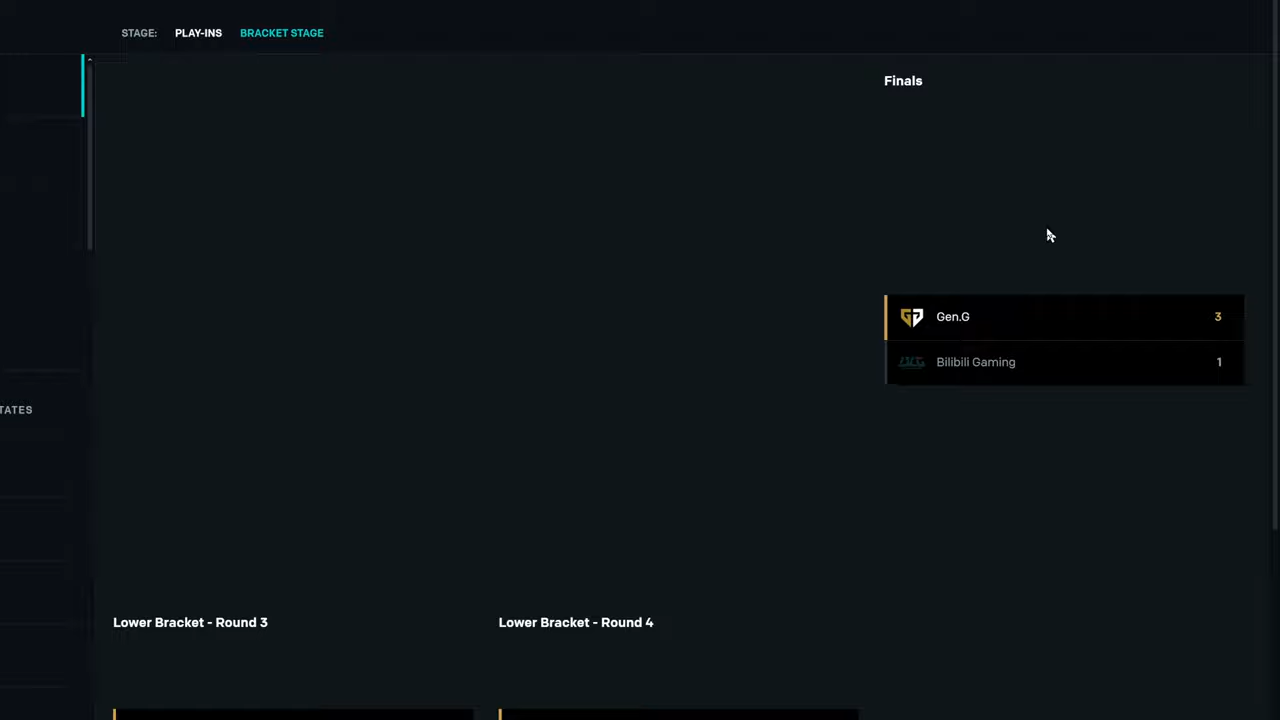 STAGE: PLAY-INS BRACKET STAGE
Finals
Gen.G 3
Bilibili Gaming 1
TATES
Lower Bracket - Round 3
Lower Bracket - Round 4